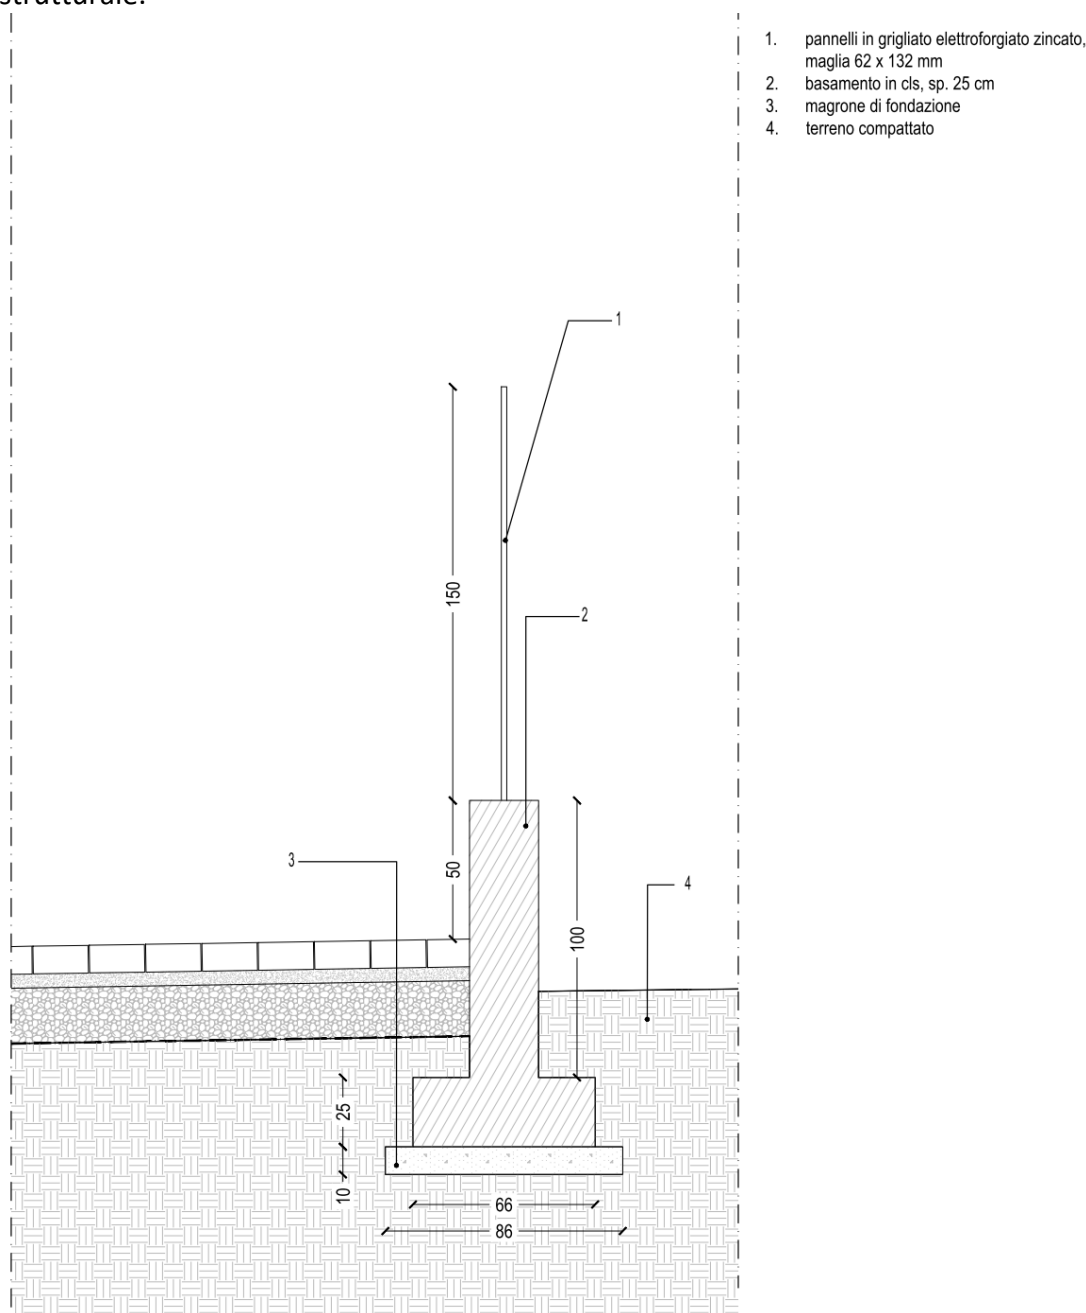 strutturale.
1. pannelli in grigliato elettroforgiato zincato,
maglia 62 x 132 mm
2. basamento in cls, sp. 25 cm
3. magrone di fondazione
4. terreno compattato
1
150
2
50
3
4
100
25
10
66
86